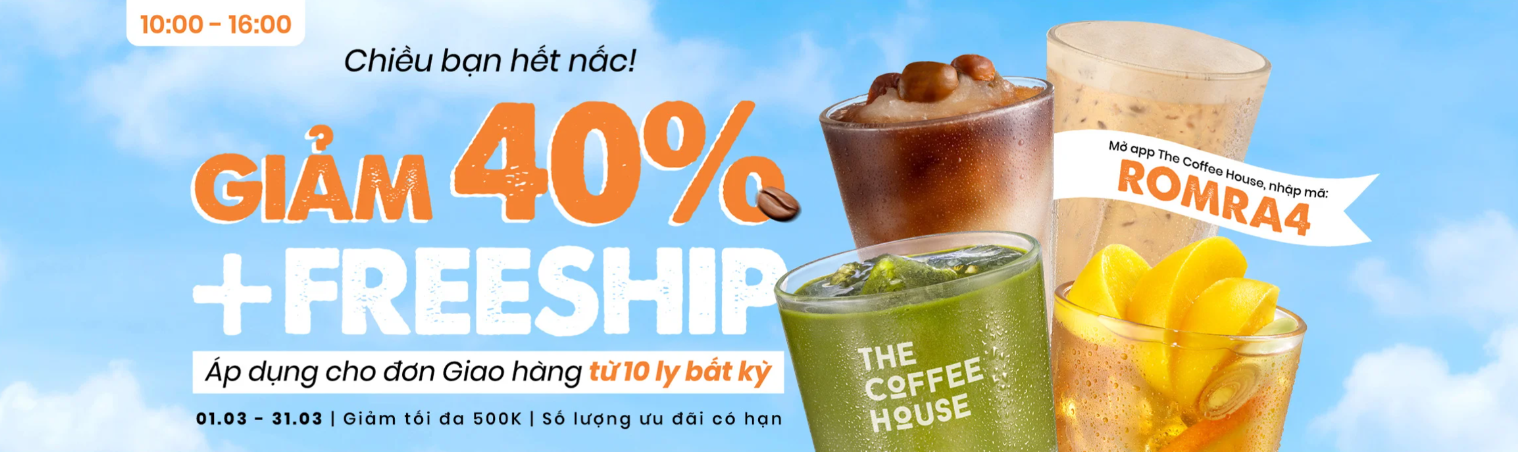 10:00 - 16:00
Chiều bạn hết nấc!
GIẢM 40%
+FREESHIP
Áp dụng cho đơn Giao hàng từ 10 ly bất kỳ
01.03 - 31.03 | Giảm tối đa 500K | Số lượng ưu đãi có hạn
Mở app The Coffee House, nhập mã:
ROMRA4
THE
COFFEE
HOUSE